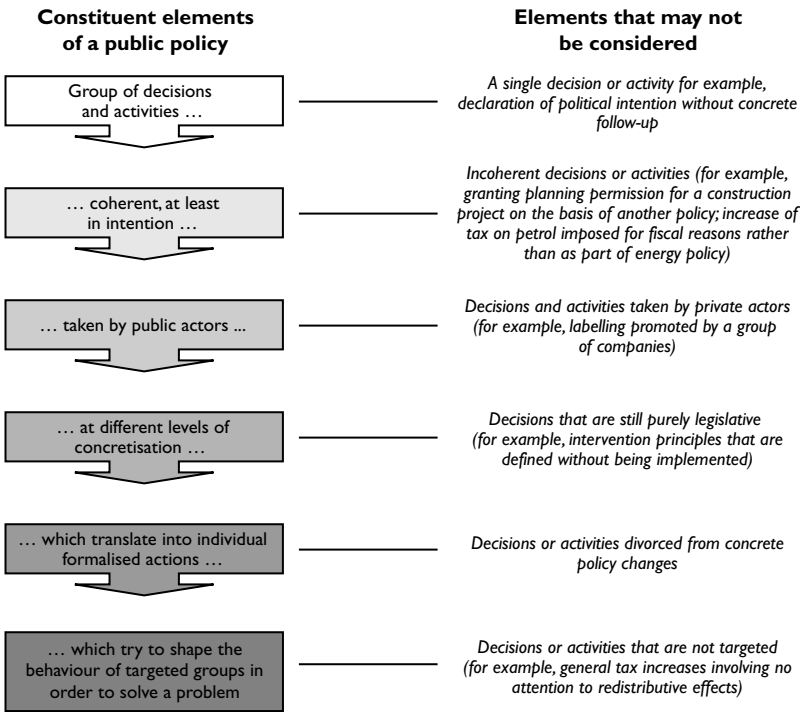 Constituent elements
of a public policy
Elements that may not
be considered
Group of decisions
and activities …
A single decision or activity for example,
declaration of political intention without concrete
follow-up
… coherent, at least
in intention …
Incoherent decisions or activities (for example,
granting planning permission for a construction
project on the basis of another policy; increase of
tax on petrol imposed for fiscal reasons rather
than as part of energy policy)
… taken by public actors ...
Decisions and activities taken by private actors
(for example, labelling promoted by a group
of companies)
… at different levels of
concretisation …
Decisions that are still purely legislative
(for example, intervention principles that are
defined without being implemented)
… which translate into individual
formalised actions …
Decisions or activities divorced from concrete
policy changes
… which try to shape the
behaviour of targeted groups in
order to solve a problem
Decisions or activities that are not targeted
(for example, general tax increases involving no
attention to redistributive effects)